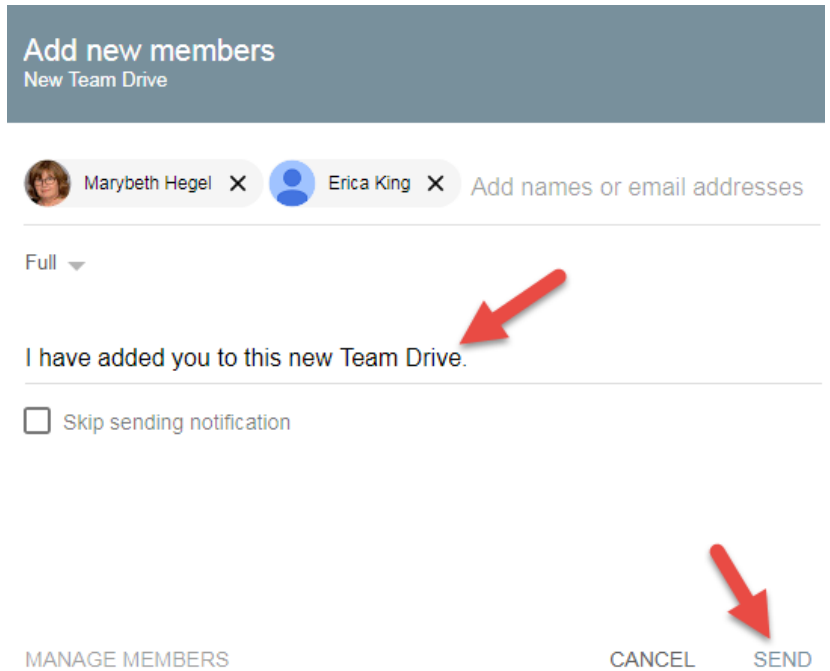 Add new members
New Team Drive
Marybeth Hegel Erica King Add names or email addresses
Full
I have added you to this new Team Drive.
Skip sending notification
MANAGE MEMBERS CANCEL SEND